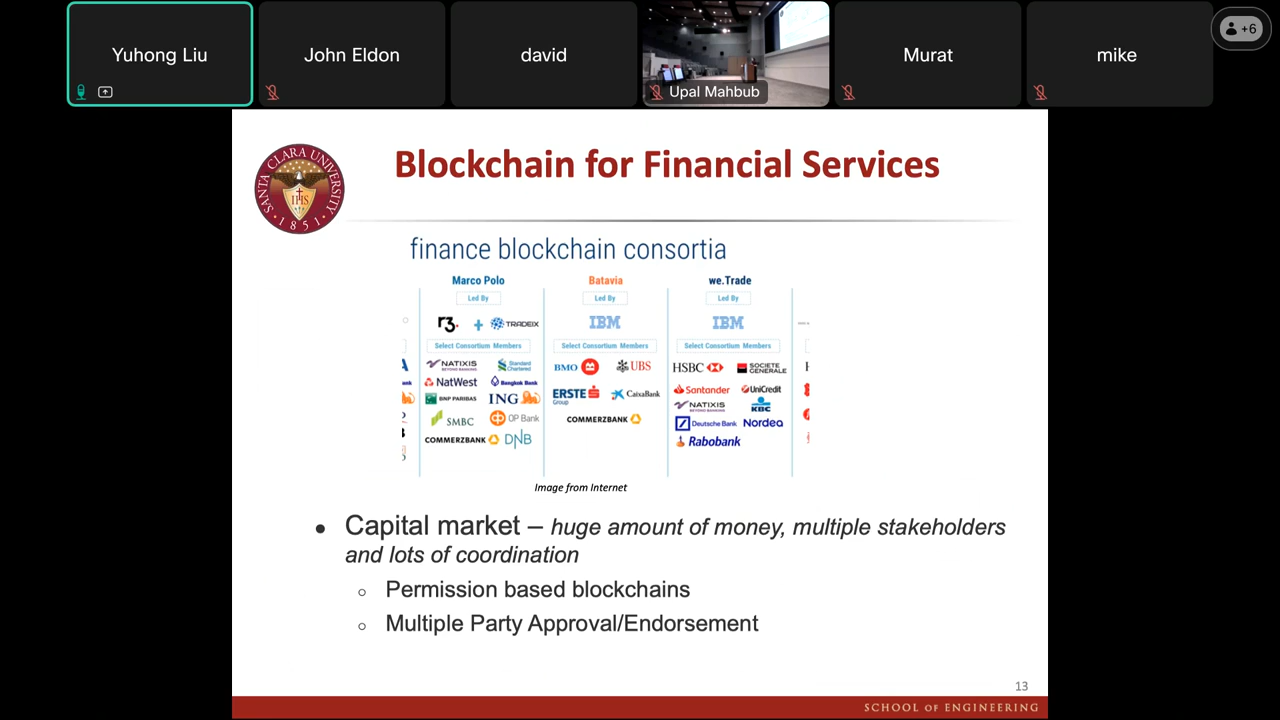 Yuhong Liu
John Eldon
david
Upal Mahbub
Murat
mike
+6
SANTA CLARA UNIVERSITY
1851
Blockchain for Financial Services
finance blockchain consortia
Marco Polo
Batavia
we.Trade
Led By
Led By
Led By
r3. + TRADEIX
IBM
IBM
Select Consortium Members
Select Consortium Members
Select Consortium Members
NATIXIS
BEYOND BANKING
Standard Chartered
BMO
UBS
HSBC
SOCIETE GENERALE
NatWest
Bangkok Bank
Santander
UniCredit
BNP PARIBAS
ING
ERSTE
Group
CaixaBank
NATIXIS
BEYOND BANKING
KBC
SMBC
OP Bank
COMMERZBANK
Deutsche Bank
Nordea
COMMERZBANK
DNB
Rabobank
Image from Internet
Capital market – huge amount of money, multiple stakeholders
and lots of coordination
Permission based blockchains
Multiple Party Approval/Endorsement
13
SCHOOL OF ENGINEERING